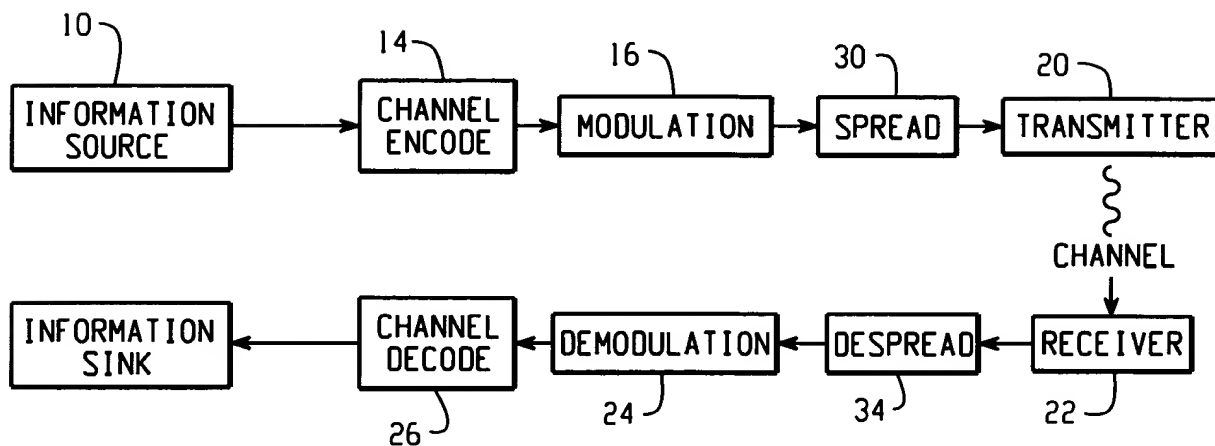 10
14
16
30
20
INFORMATION
SOURCE
CHANNEL
ENCODE
MODULATION
SPREAD
TRANSMITTER
CHANNEL
INFORMATION
SINK
CHANNEL
DECODE
DEMODULATION
DESPREAD
RECEIVER
26
24
34
22